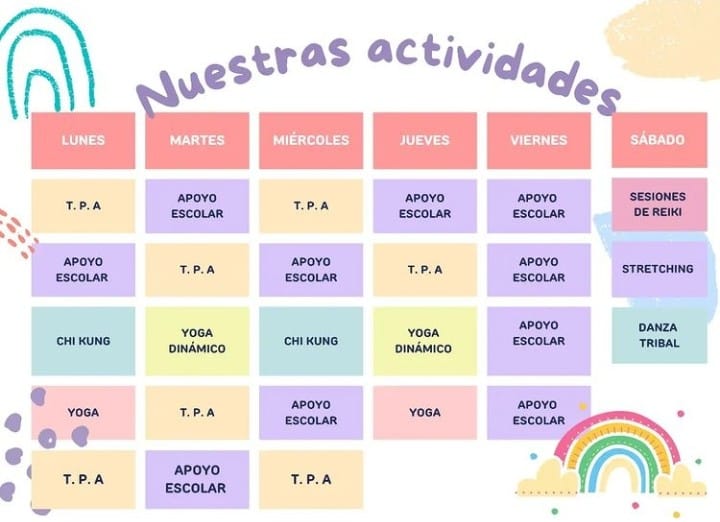 Nuestras actividades
LUNES MARTES MIÉRCOLES JUEVES VIERNES SÁBADO
T. P. A
APOYO
ESCOLAR
T. P. A
APOYO
ESCOLAR
APOYO
ESCOLAR
SESIONES
DE REIKI
APOYO
ESCOLAR
T. P. A
APOYO
ESCOLAR
T. P. A
APOYO
ESCOLAR
STRETCHING
CHI KUNG
YOGA
DINÁMICO
CHI KUNG
YOGA
DINÁMICO
APOYO
ESCOLAR
DANZA
TRIBAL
YOGA
T. P. A
APOYO
ESCOLAR
YOGA
APOYO
ESCOLAR
T. P. A
APOYO
ESCOLAR
T. P. A